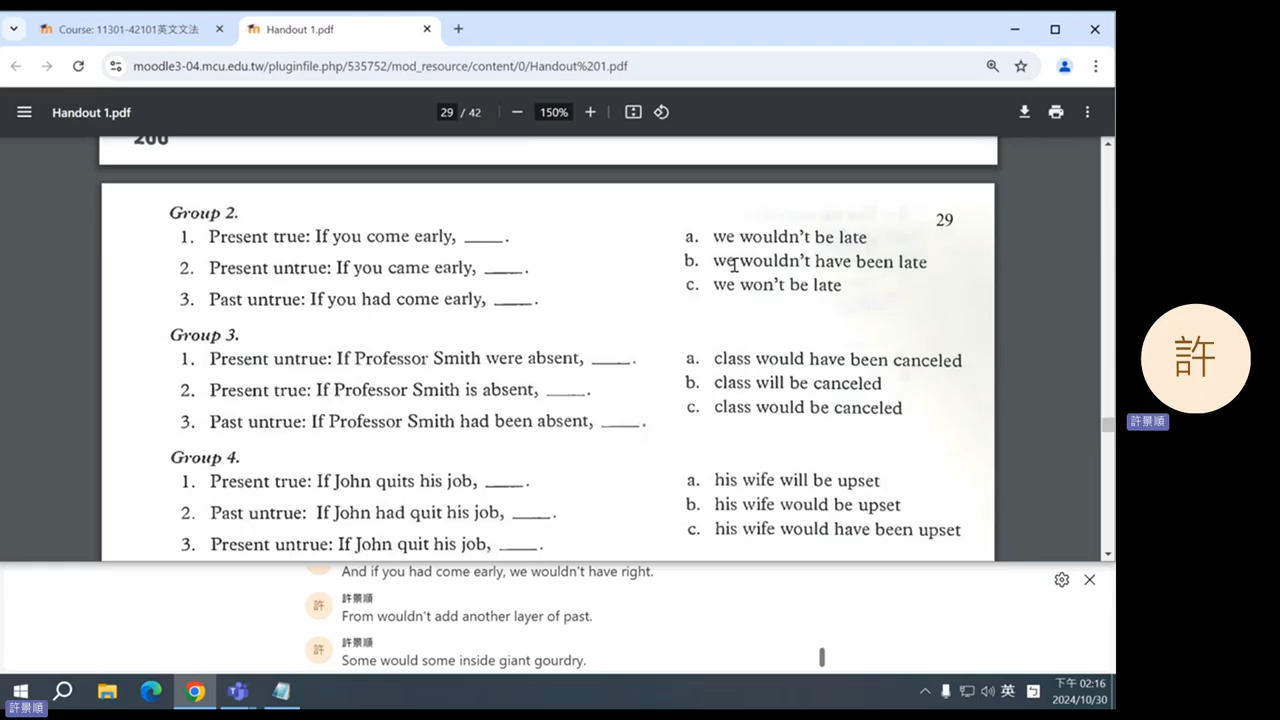 Course: 11301-42101英文文法
Handout 1.pdf
moodle3-04.mcu.edu.tw/pluginfile.php/535752/mod_resource/content/0/Handout%201.pdf
Handout 1.pdf
29 / 42
150%
200
29
Group 2.
1. Present true: If you come early, ____.
a. we wouldn't be late
2. Present untrue: If you came early, ____.
b. we wouldn't have been late
3. Past untrue: If you had come early, ____.
c. we won't be late
Group 3.
1. Present untrue: If Professor Smith were absent, ____.
a. class would have been canceled
2. Present true: If Professor Smith is absent, ____.
b. class will be canceled
3. Past untrue: If Professor Smith had been absent, ____.
c. class would be canceled
Group 4.
1. Present true: If John quits his job, ____.
a. his wife will be upset
2. Past untrue: If John had quit his job, ____.
b. his wife would be upset
3. Present untrue: If John quit his job, ____.
c. his wife would have been upset
許
許景順
And if you had come early, we wouldn't have right.
許
許景順
From wouldn't add another layer of past.
許
許景順
Some would some inside giant gourdry.
英
下午 02:16
2024/10/30
許景順